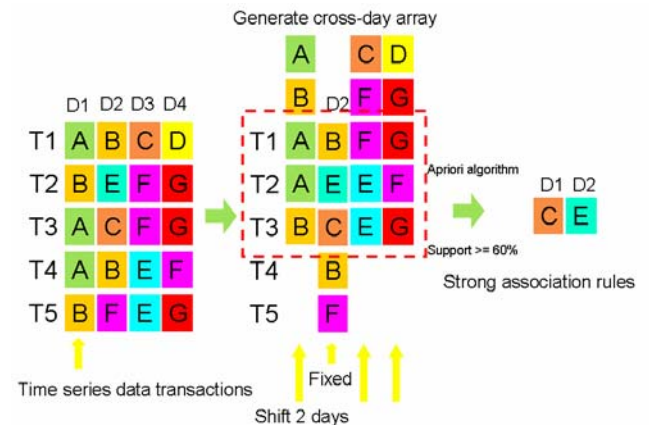 Generate cross-day array
A C D
D1 D2 D3 D4
B D2 F G
T1 A B C D
T1 A B F G
T2 B E F G
T2 A E E F
Apriori algorithm
D1 D2
T3 A C F G
T3 B C E G
C E
Support >= 60%
T4 A B E F
T4 B
Strong association rules
T5 B F E G
T5 F
Time series data transactions
Fixed
Shift 2 days